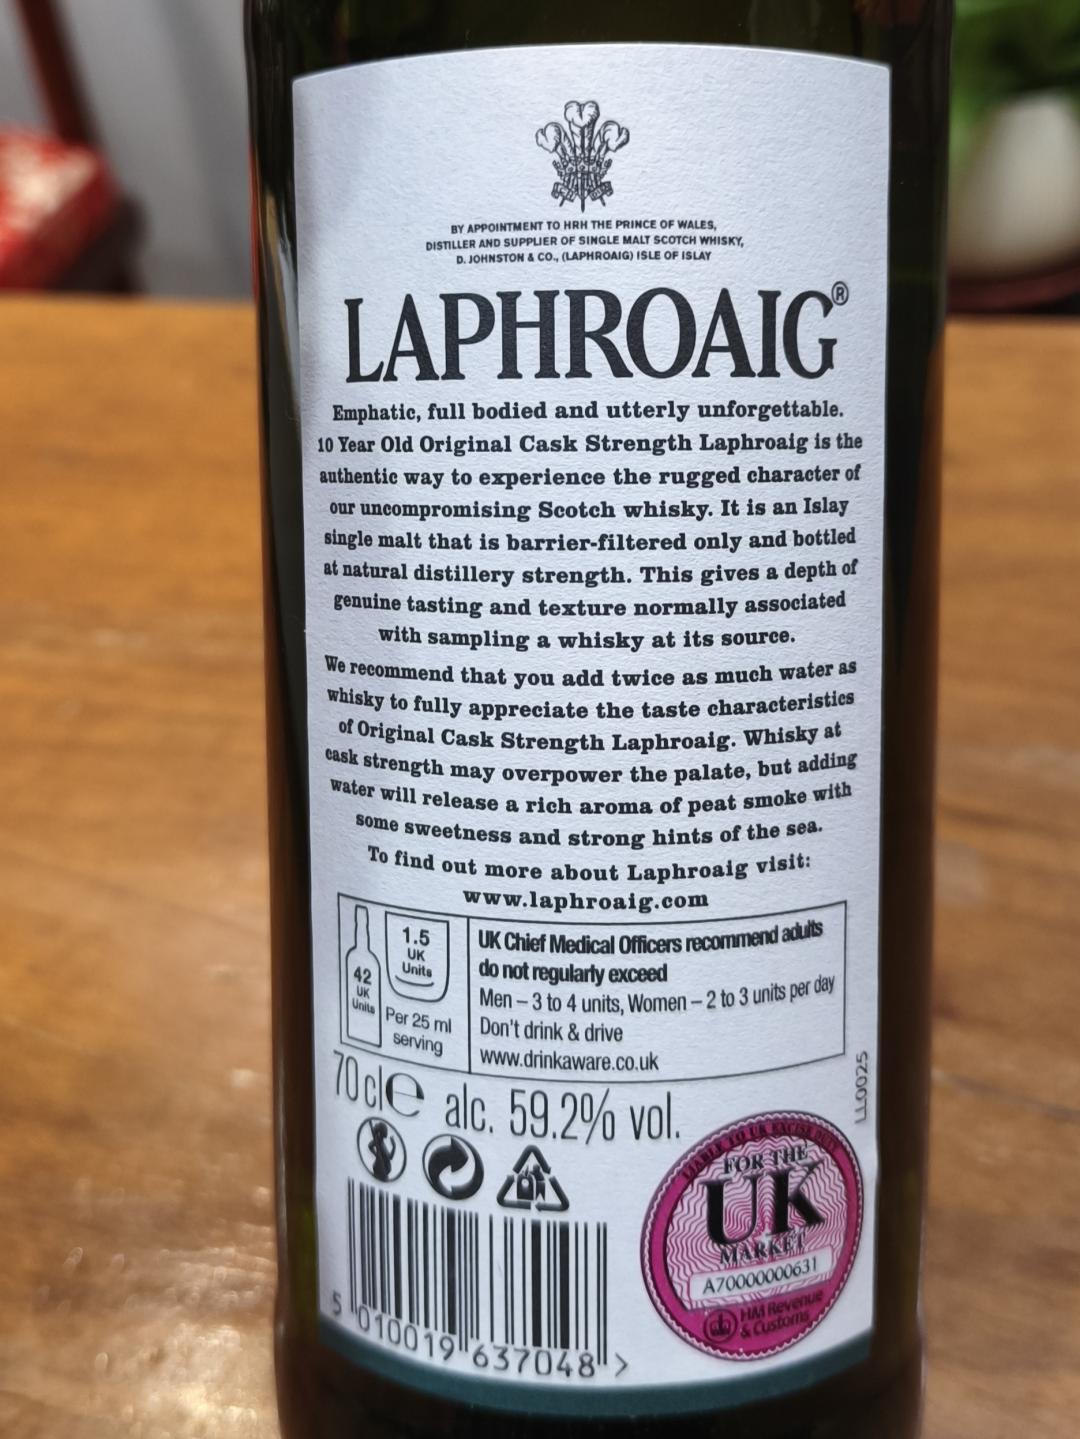 BY APPOINTMENT TO HRH THE PRINCE OF WALES,
DISTILLER AND SUPPLIER OF SINGLE MALT SCOTCH WHISKY,
D. JOHNSTON & CO., (LAPHROAIG) ISLE OF ISLAY
LAPHROAIG®
Emphatic, full bodied and utterly unforgettable.
10 Year Old Original Cask Strength Laphroaig is the
authentic way to experience the rugged character of
our uncompromising Scotch whisky. It is an Islay
single malt that is barrier-filtered only and bottled
at natural distillery strength. This gives a depth of
genuine tasting and texture normally associated
with sampling a whisky at its source.
We recommend that you add twice as much water as
whisky to fully appreciate the taste characteristics
of Original Cask Strength Laphroaig. Whisky at
cask strength may overpower the palate, but adding
water will release a rich aroma of peat smoke with
some sweetness and strong hints of the sea.
To find out more about Laphroaig visit:
www.laphroaig.com
42
UK
Units
1.5
UK
Units
Per 25 ml
serving
UK Chief Medical Officers recommend adults
do not regularly exceed
Men – 3 to 4 units, Women – 2 to 3 units per day
Don't drink & drive
www.drinkaware.co.uk
LL0025
70cl e alc. 59.2% vol.
LIABLE TO UK EXCISE DUTY
FOR THE
UK
MARKET
A70000000631
HM Revenue
& Customs
5 010019 637048 >